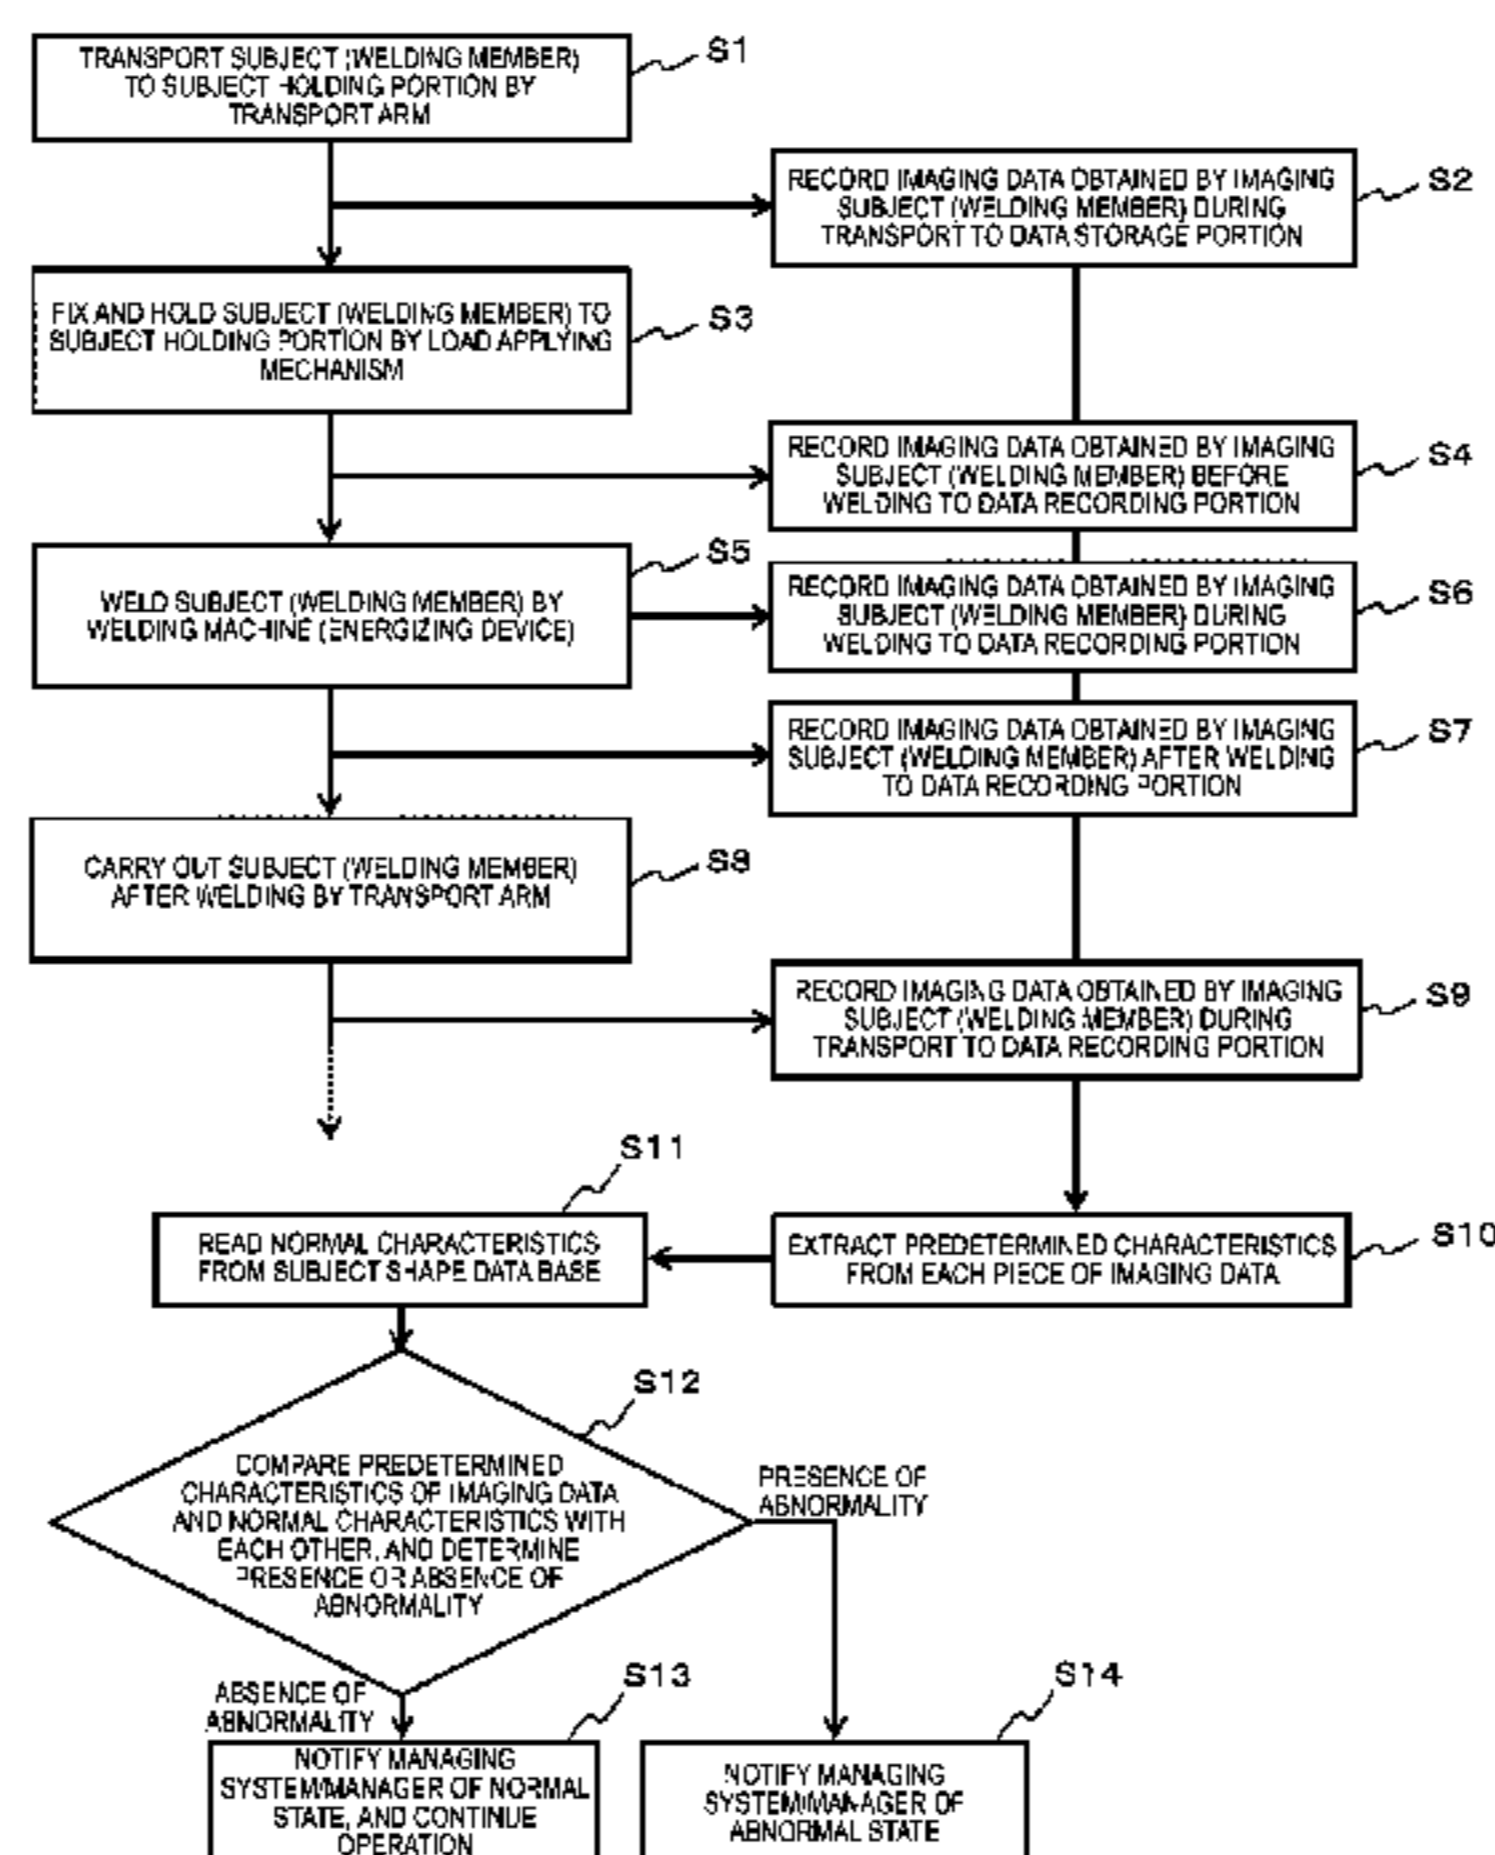 TRANSPORT SUBJECT (WELDING MEMBER)
TO SUBJECT HOLDING PORTION BY
TRANSPORT ARM
S1
RECORD IMAGING DATA OBTAINED BY IMAGING
SUBJECT (WELDING MEMBER) DURING
TRANSPORT TO DATA STORAGE PORTION
S2
FIX AND HOLD SUBJECT (WELDING MEMBER) TO
SUBJECT HOLDING PORTION BY LOAD APPLYING
MECHANISM
S3
RECORD IMAGING DATA OBTAINED BY IMAGING
SUBJECT (WELDING MEMBER) BEFORE
WELDING TO DATA RECORDING PORTION
S4
WELD SUBJECT (WELDING MEMBER) BY
WELDING MACHINE (ENERGIZING DEVICE)
S5
RECORD IMAGING DATA OBTAINED BY IMAGING
SUBJECT (WELDING MEMBER) DURING
WELDING TO DATA RECORDING PORTION
S6
RECORD IMAGING DATA OBTAINED BY IMAGING
SUBJECT (WELDING MEMBER) AFTER WELDING
TO DATA RECORDING PORTION
S7
CARRY OUT SUBJECT (WELDING MEMBER)
AFTER WELDING BY TRANSPORT ARM
S8
RECORD IMAGING DATA OBTAINED BY IMAGING
SUBJECT (WELDING MEMBER) DURING
TRANSPORT TO DATA RECORDING PORTION
S9
EXTRACT PREDETERMINED CHARACTERISTICS
FROM EACH PIECE OF IMAGING DATA
S10
S11
READ NORMAL CHARACTERISTICS
FROM SUBJECT SHAPE DATA BASE
S12
COMPARE PREDETERMINED
CHARACTERISTICS OF IMAGING DATA
AND NORMAL CHARACTERISTICS WITH
EACH OTHER, AND DETERMINE
PRESENCE OR ABSENCE OF
ABNORMALITY
PRESENCE OF
ABNORMALITY
ABSENCE OF
ABNORMALITY
S13
NOTIFY MANAGING
SYSTEM/MANAGER OF NORMAL
STATE, AND CONTINUE
OPERATION
S14
NOTIFY MANAGING
SYSTEM/MANAGER OF
ABNORMAL STATE